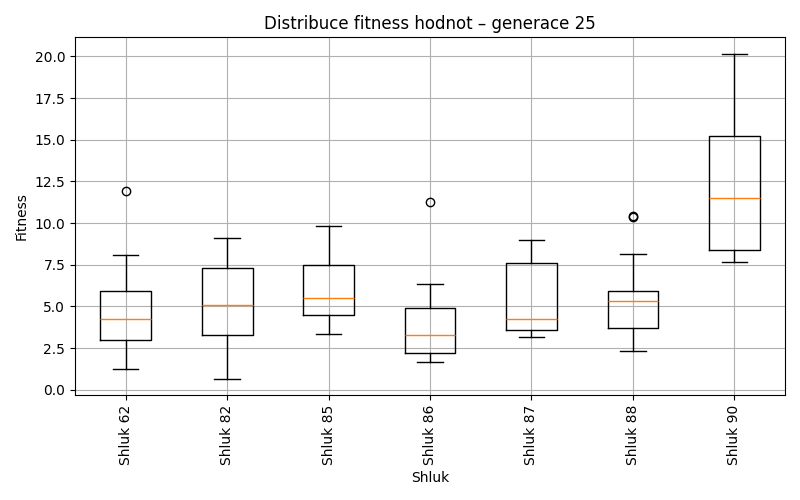 Distribuce fitness hodnot – generace 25
20.0
17.5
15.0
12.5
10.0
7.5
5.0
2.5
0.0
Fitness
Shluk 62
Shluk 82
Shluk 85
Shluk 86
Shluk 87
Shluk 88
Shluk 90
Shluk